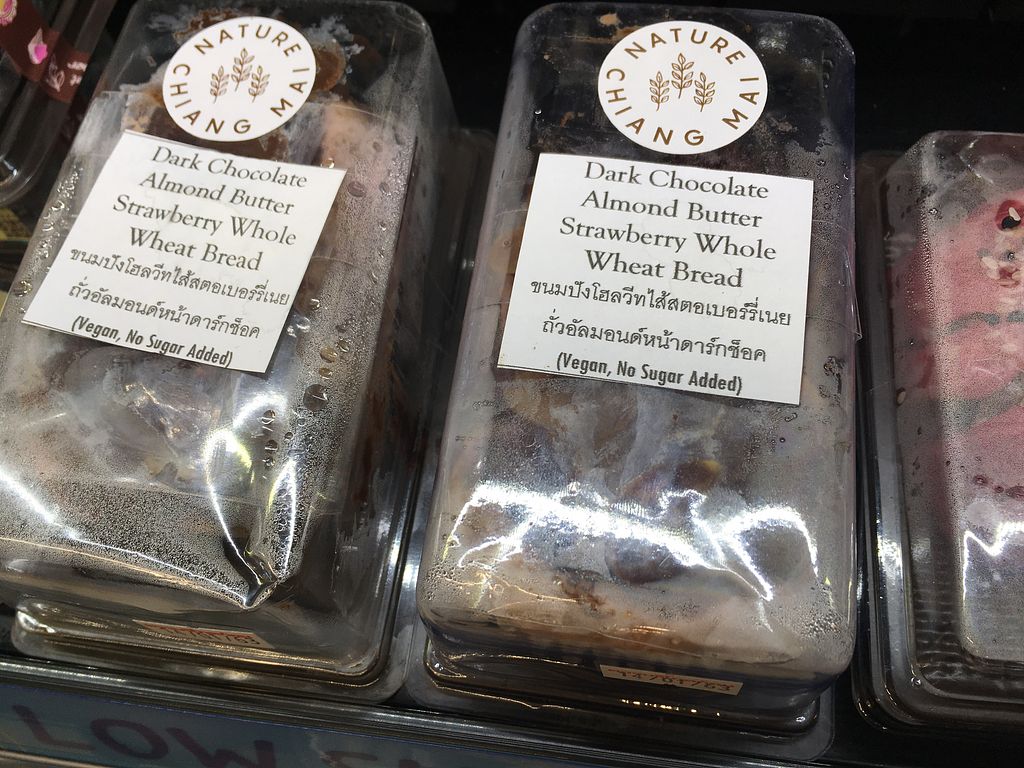 NATURE
CHIANG MAI
Dark Chocolate
Almond Butter
Strawberry Whole
Wheat Bread
ขนมปังโฮลวีทไส้สตอเบอร์รี่เนย
ถั่วอัลมอนด์หน้าดาร์กช็อค
(Vegan, No Sugar Added)
NATURE
CHIANG MAI
Dark Chocolate
Almond Butter
Strawberry Whole
Wheat Bread
ขนมปังโฮลวีทไส้สตอเบอร์รี่เนย
ถั่วอัลมอนด์หน้าดาร์กช็อค
(Vegan, No Sugar Added)
LOW